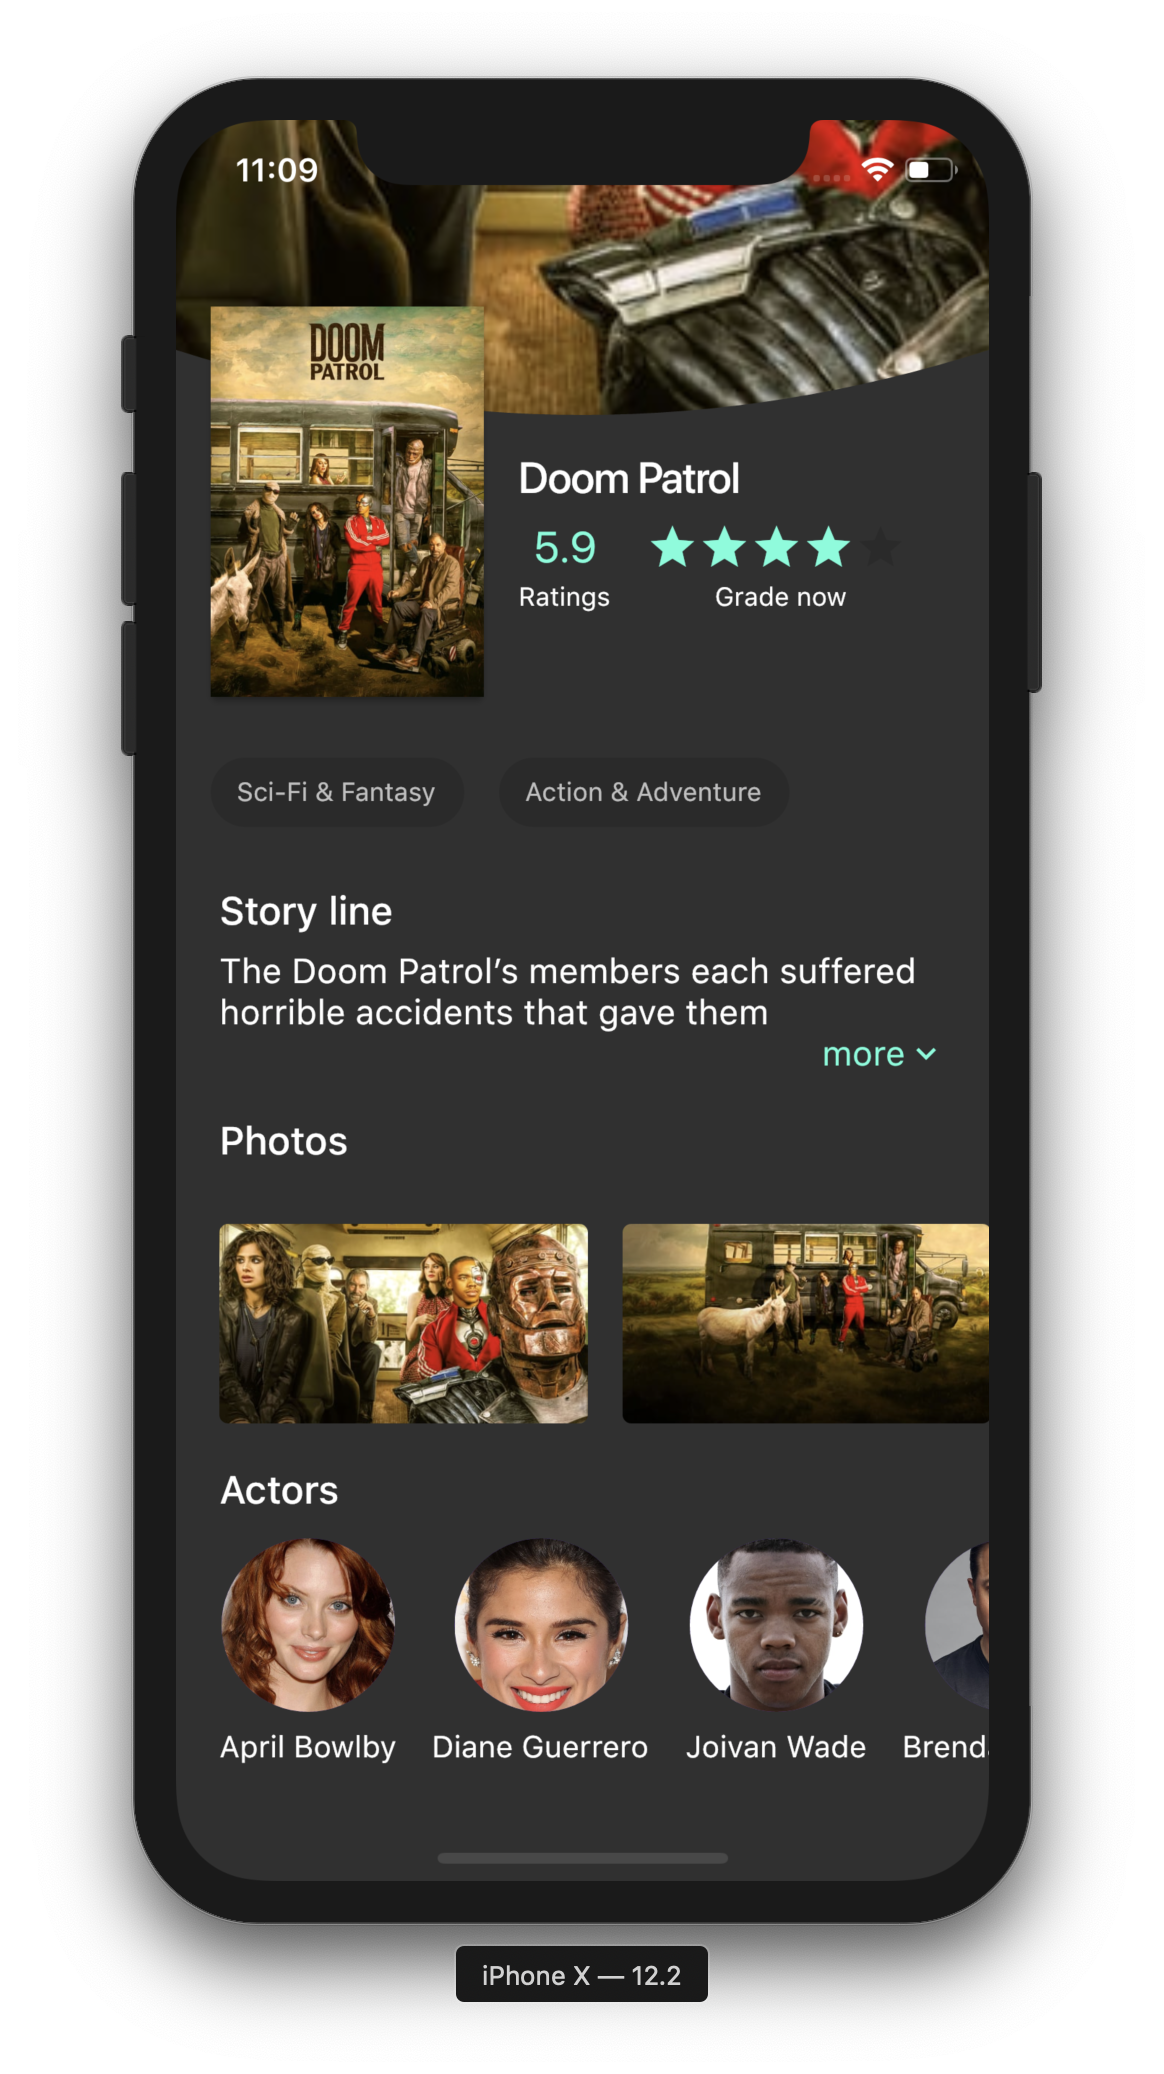 11:09
DOOM
PATROL
Doom Patrol
5.9
Ratings
Grade now
Sci-Fi & Fantasy
Action & Adventure
Story line
The Doom Patrol’s members each suffered
horrible accidents that gave them
more
Photos
Actors
April Bowlby
Diane Guerrero
Joivan Wade
Brend
iPhone X — 12.2